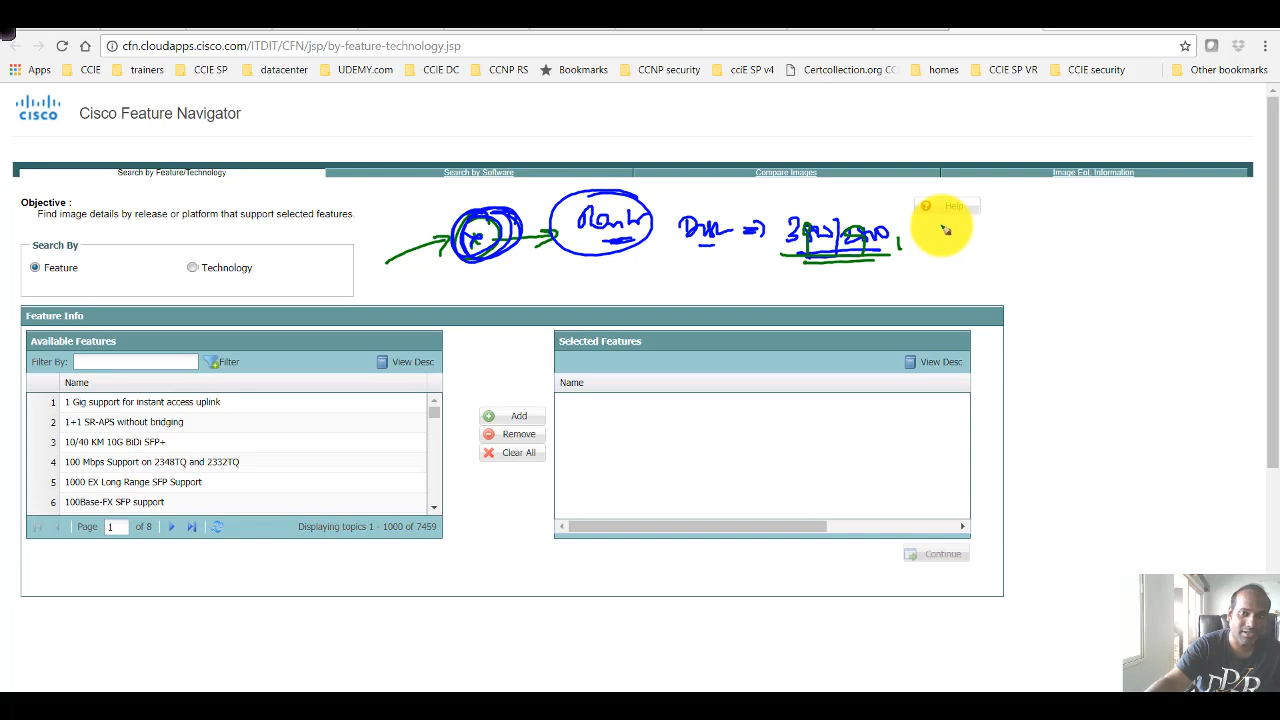 cfn.cloudapps.cisco.com/ITDIT/CFN/jsp/by-feature-technology.jsp
Apps CCIE trainers CCIE SP datacenter UDEMY.com CCIE DC CCNP RS Bookmarks CCNP security cciE SP v4 Certcollection.org CCNA homes CCIE SP VR CCIE security Other bookmarks
cisco Cisco Feature Navigator
Search by Feature/Technology Search by Software Compare Images Image EoL Information
Objective :
Help
Find image details by release or platform that support selected features.
Search By
Feature Technology
Feature Info
Available Features Selected Features
Filter By: Filter View Desc View Desc
Name Name
1 1 Gig support for instant access uplink
2 1+1 SR-APS without bridging
3 10/40 KM 10G BiDi SFP+
4 100 Mbps Support on 2348TQ and 2332TQ
5 1000 EX Long Range SFP Support
6 100Base-FX SFP support
Add
Remove
Clear All
Page 1 of 8 Displaying topics 1 - 1000 of 7459
Continue